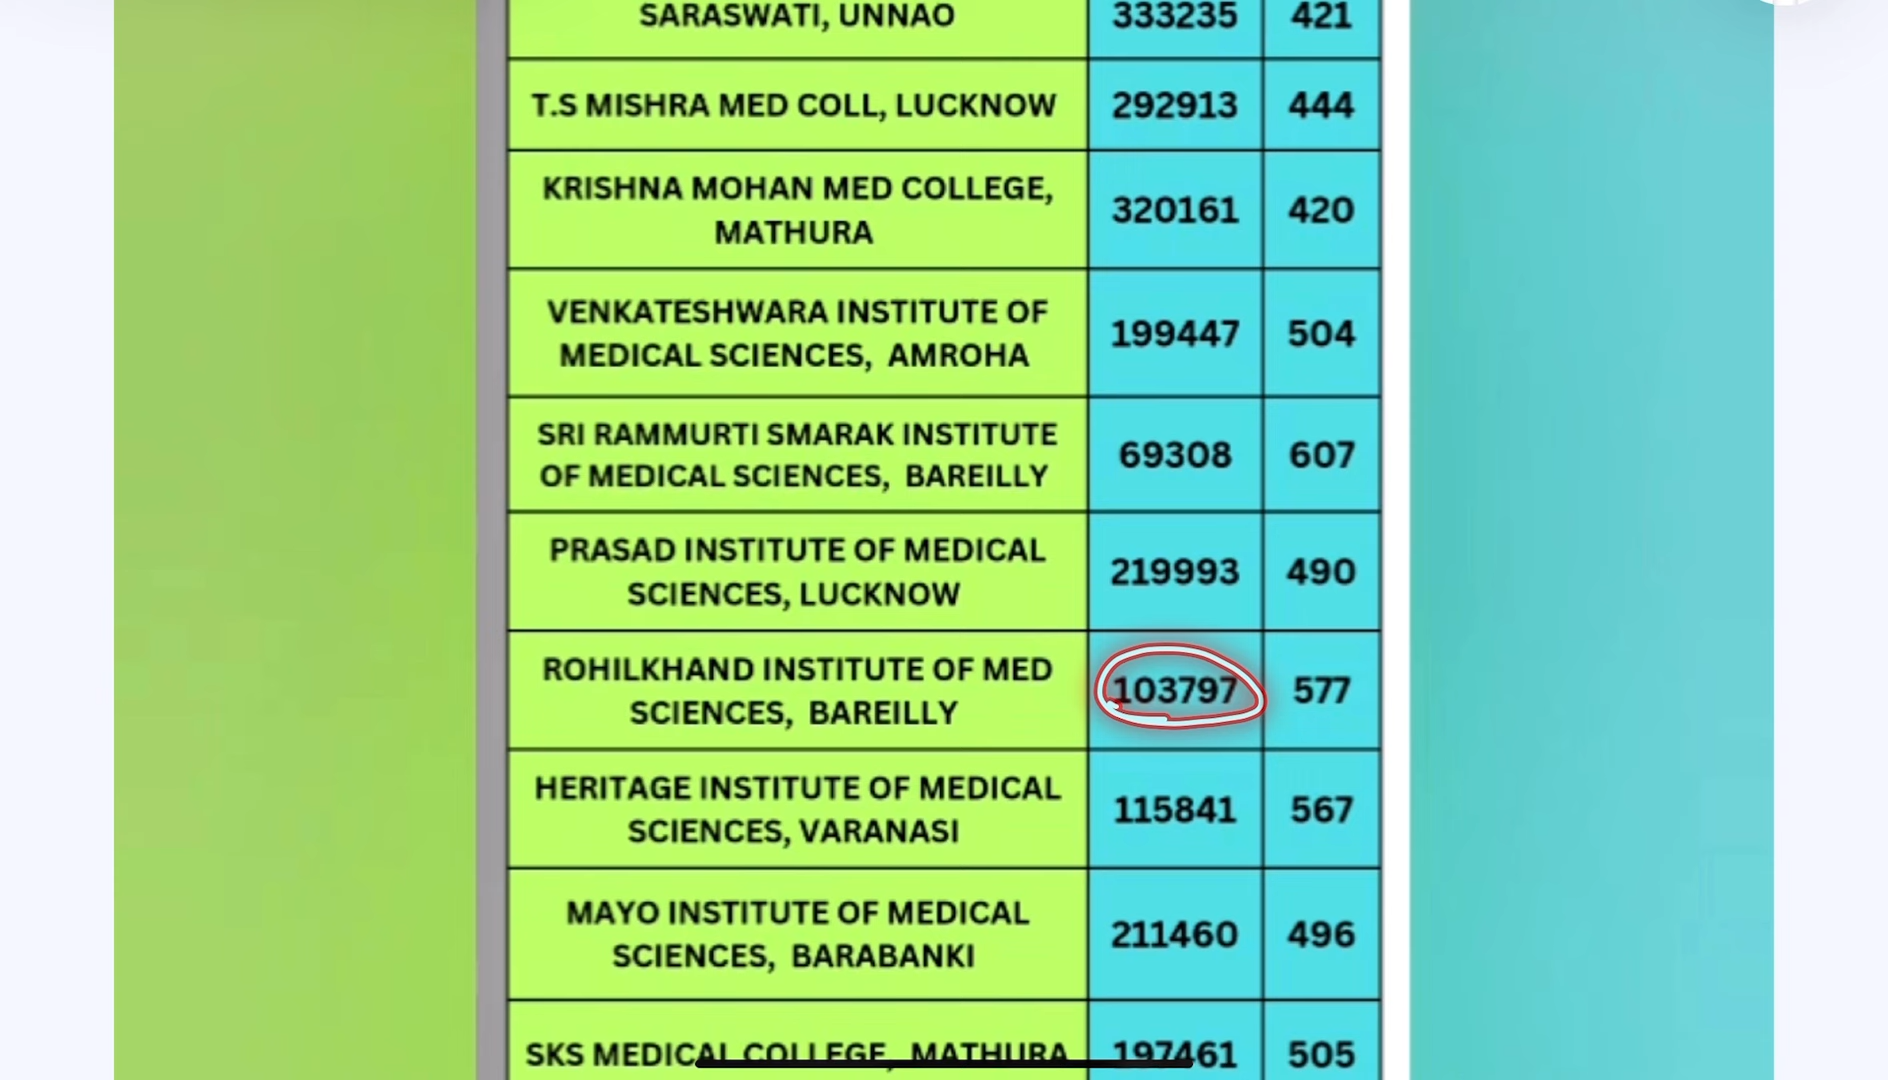 SARASWATI, UNNAO 333235 421
T.S MISHRA MED COLL, LUCKNOW 292913 444
KRISHNA MOHAN MED COLLEGE,
MATHURA 320161 420
VENKATESHWARA INSTITUTE OF
MEDICAL SCIENCES, AMROHA 199447 504
SRI RAMMURTI SMARAK INSTITUTE
OF MEDICAL SCIENCES, BAREILLY 69308 607
PRASAD INSTITUTE OF MEDICAL
SCIENCES, LUCKNOW 219993 490
ROHILKHAND INSTITUTE OF MED
SCIENCES, BAREILLY 103797 577
HERITAGE INSTITUTE OF MEDICAL
SCIENCES, VARANASI 115841 567
MAYO INSTITUTE OF MEDICAL
SCIENCES, BARABANKI 211460 496
SKS MEDICAL COLLEGE, MATHURA 197461 505